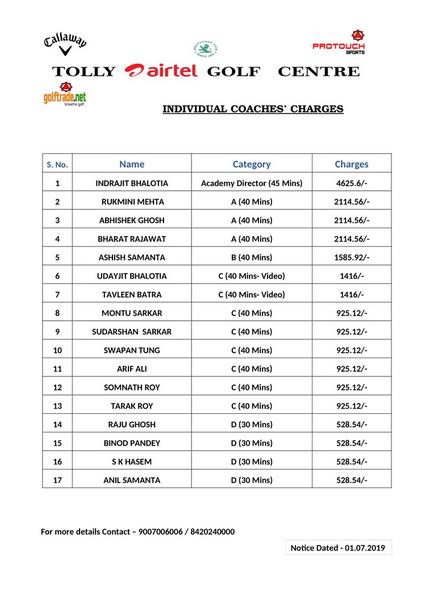 Callaway
PROTOUCH
SPORTS
TOLLY airtel GOLF CENTRE
golftrade.net
breathe golf..
INDIVIDUAL COACHES' CHARGES
S. No. Name Category Charges
1 INDRAJIT BHALOTIA Academy Director (45 Mins) 4625.6/-
2 RUKMINI MEHTA A (40 Mins) 2114.56/-
3 ABHISHEK GHOSH A (40 Mins) 2114.56/-
4 BHARAT RAJAWAT A (40 Mins) 2114.56/-
5 ASHISH SAMANTA B (40 Mins) 1585.92/-
6 UDAYJIT BHALOTIA C (40 Mins- Video) 1416/-
7 TAVLEEN BATRA C (40 Mins- Video) 1416/-
8 MONTU SARKAR C (40 Mins) 925.12/-
9 SUDARSHAN SARKAR C (40 Mins) 925.12/-
10 SWAPAN TUNG C (40 Mins) 925.12/-
11 ARIF ALI C (40 Mins) 925.12/-
12 SOMNATH ROY C (40 Mins) 925.12/-
13 TARAK ROY C (40 Mins) 925.12/-
14 RAJU GHOSH D (30 Mins) 528.54/-
15 BINOD PANDEY D (30 Mins) 528.54/-
16 S K HASEM D (30 Mins) 528.54/-
17 ANIL SAMANTA D (30 Mins) 528.54/-
For more details Contact – 9007006006 / 8420240000
Notice Dated - 01.07.2019